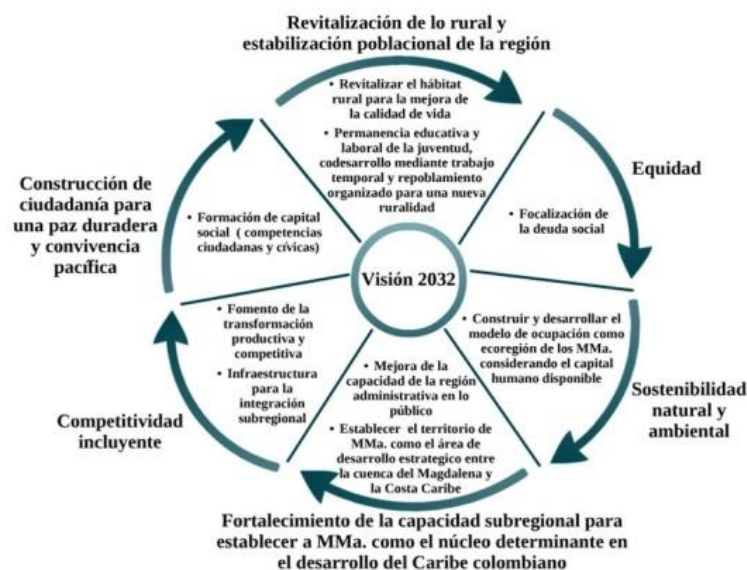 Revitalización de lo rural y
estabilización poblacional de la región
• Revitalizar el hábitat
rural para la mejora de
la calidad de vida
• Permanencia educativa y
laboral de la juventud,
codesarrollo mediante trabajo
temporal y repoblamiento
organizado para una nueva
ruralidad
Equidad
• Focalización de
la deuda social
Sostenibilidad
natural y
ambiental
• Construir y desarrollar el
modelo de ocupación como
ecoregión de los MMa.
considerando el capital
humano disponible
Fortalecimiento de la capacidad subregional para
establecer a MMa. como el núcleo determinante en
el desarrollo del Caribe colombiano
• Mejora de la
capacidad de la región
administrativa en lo
público
• Establecer el territorio de
MMa. como el área de
desarrollo estrategico entre
la cuenca del Magdalena y
la Costa Caribe
Competitividad
incluyente
• Fomento de la
transformación
productiva y
competitiva
• Infraestructura
para la
integración
subregional
Construcción de
ciudadanía para
una paz duradera
y convivencia
pacífica
• Formación de capital
social ( competencias
ciudadanas y cívicas)
Visión 2032